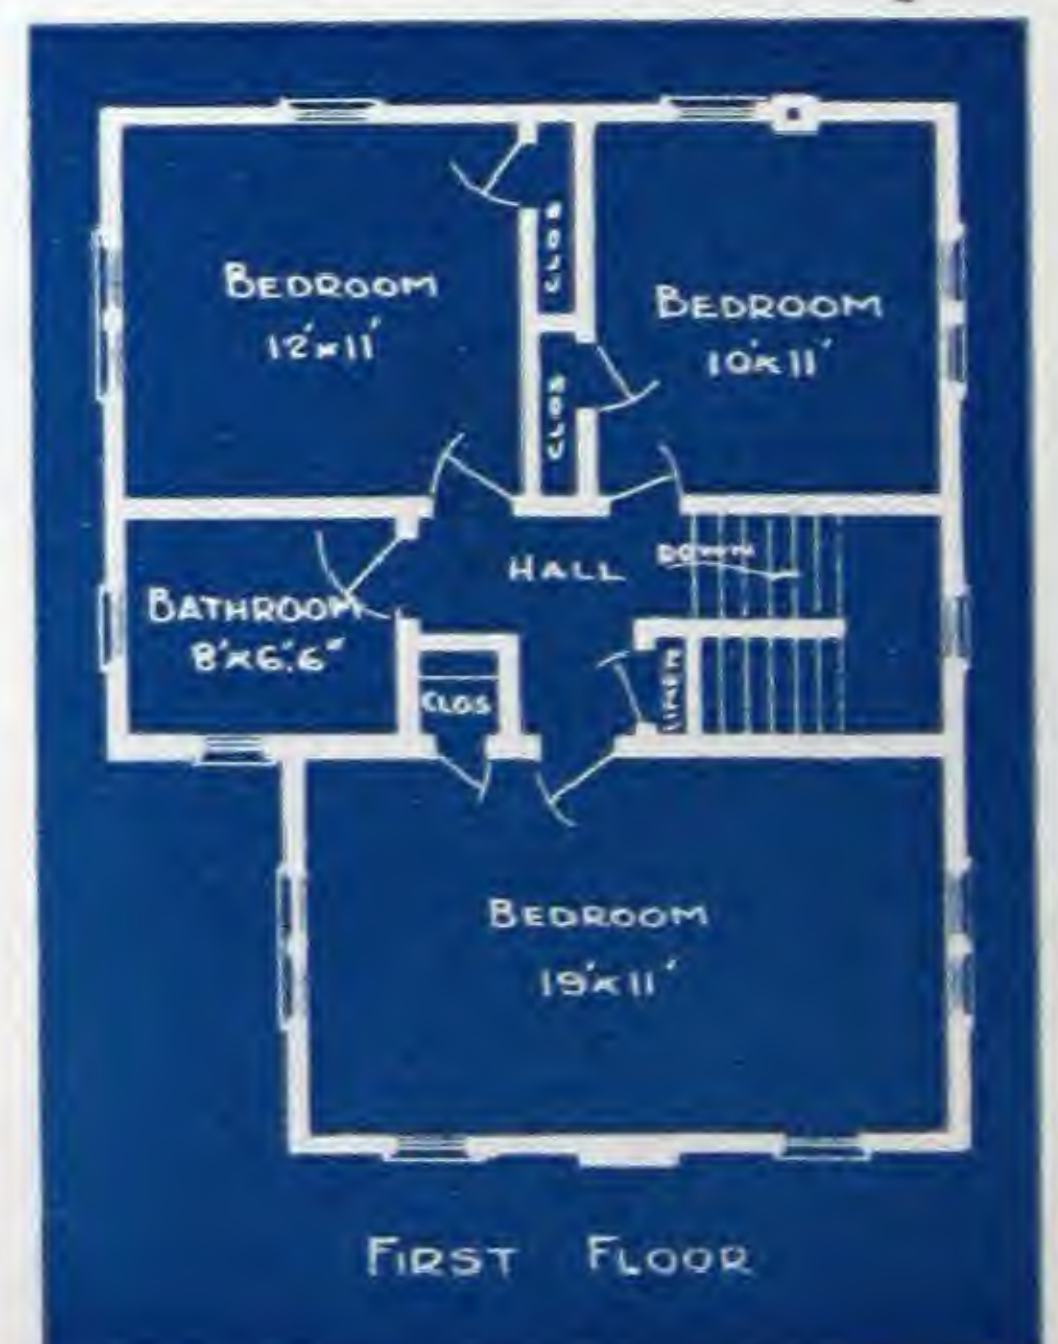 BEDROOM
12'x11'
CLOS
BEDROOM
10'x11'
CLOS
HALL
DOWN
BATHROOM
8'x6'.6"
CLOS
LINEN
BEDROOM
19'x11'
FIRST FLOOR